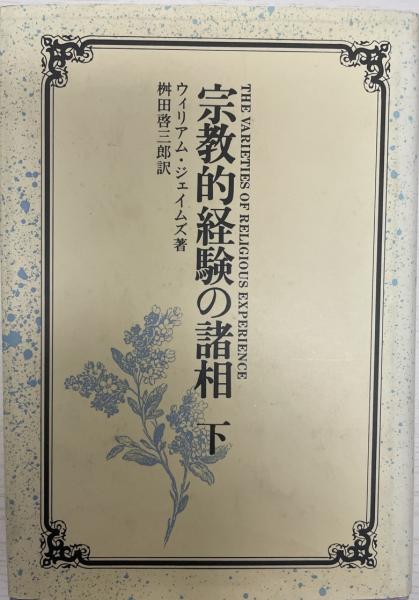 THE VARIETIES OF RELIGIOUS EXPERIENCE
宗教的経験の諸相 下
ウィリアム・ジェイムズ著
桝田啓三郎訳